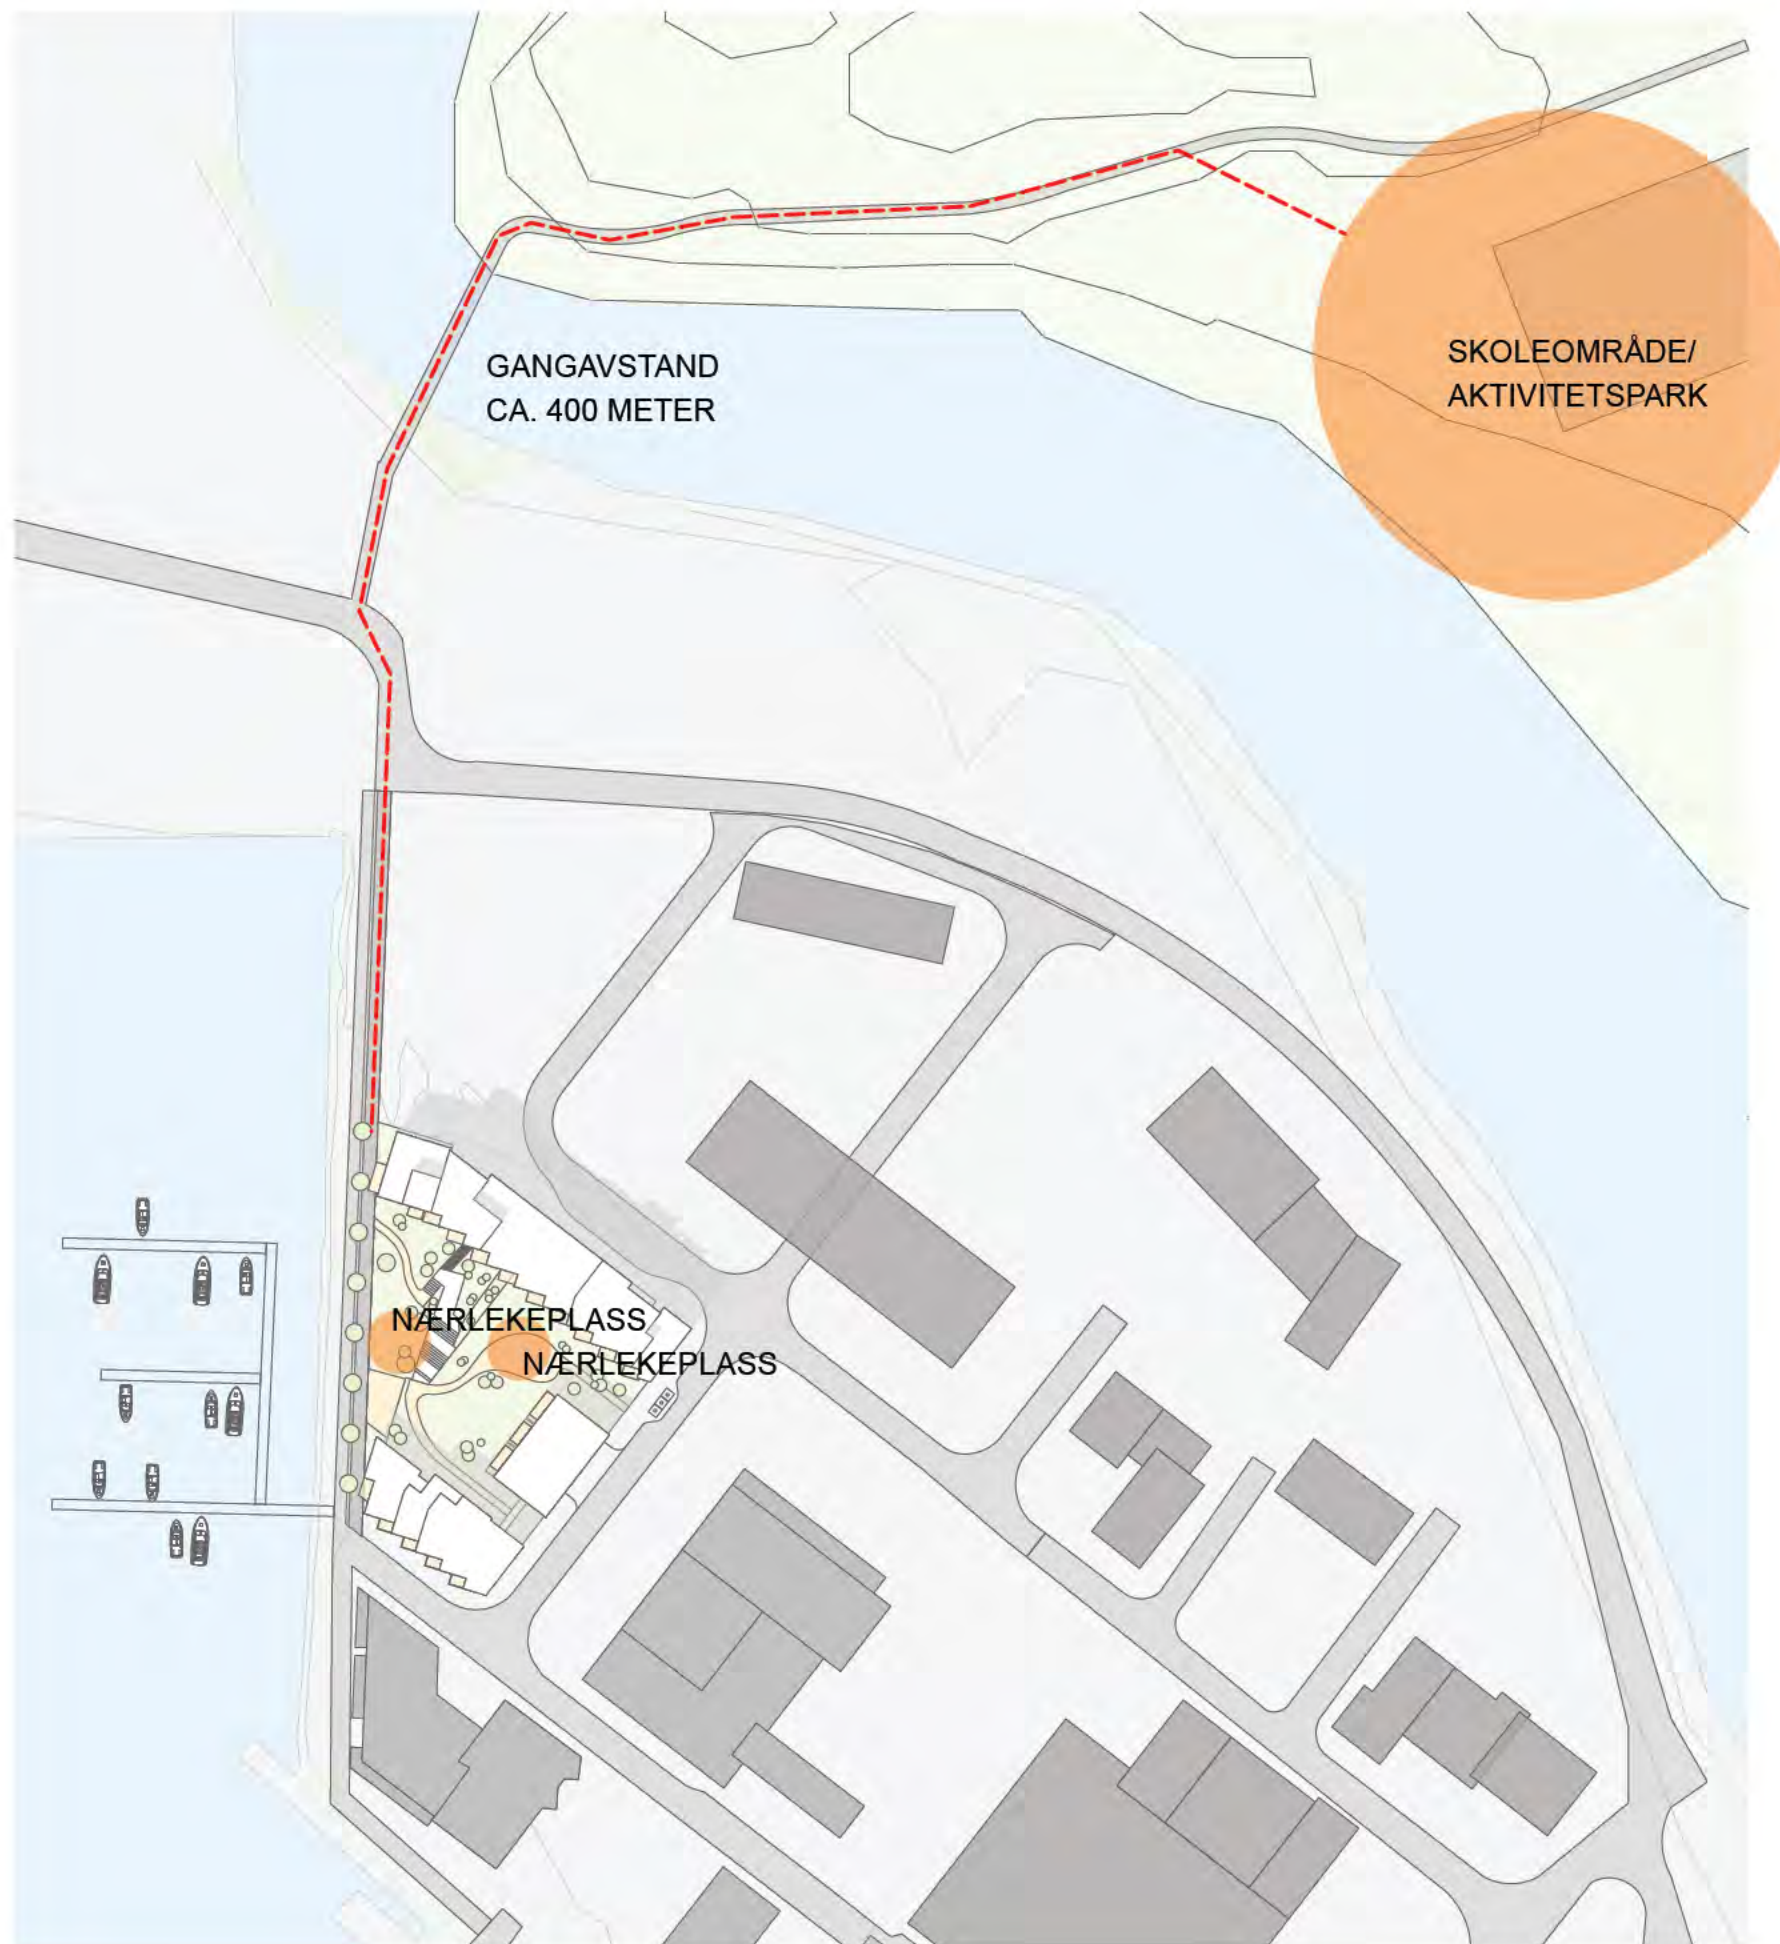 GANGAVSTAND
CA. 400 METER
SKOLEOMRÅDE/
AKTIVITETSPARK
NÆRLEKEPLASS
NÆRLEKEPLASS